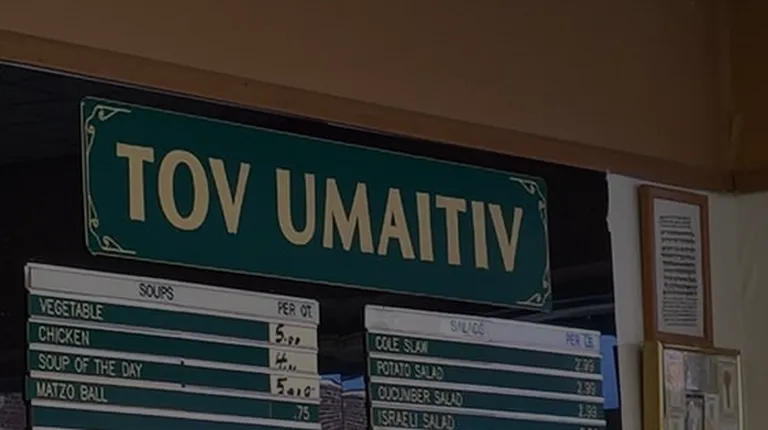 TOV UMAITIV
SOUPS PER QT.
VEGETABLE
CHICKEN 5.00
SOUP OF THE DAY
MATZO BALL .75
SALADS PER LB.
COLE SLAW 2.99
POTATO SALAD 2.99
CUCUMBER SALAD 2.99
ISRAELI SALAD